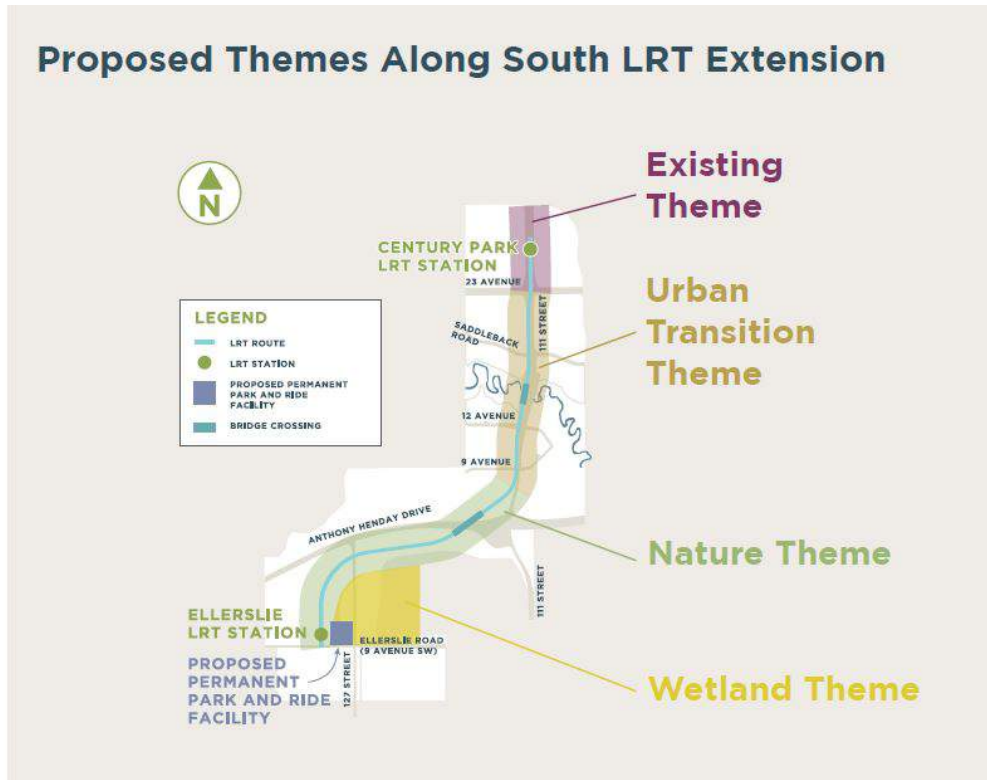 Proposed Themes Along South LRT Extension
N
Existing
Theme
CENTURY PARK
LRT STATION
23 AVENUE
Urban
Transition
Theme
111 STREET
SADDLEBACK
ROAD
LEGEND
LRT ROUTE
LRT STATION
PROPOSED PERMANENT
PARK AND RIDE
FACILITY
BRIDGE CROSSING
12 AVENUE
9 AVENUE
ANTHONY HENDAY DRIVE
Nature Theme
111 STREET
ELLERSLIE
LRT STATION
ELLERSLIE ROAD
(9 AVENUE SW)
127 STREET
PROPOSED
PERMANENT
PARK AND RIDE
FACILITY
Wetland Theme